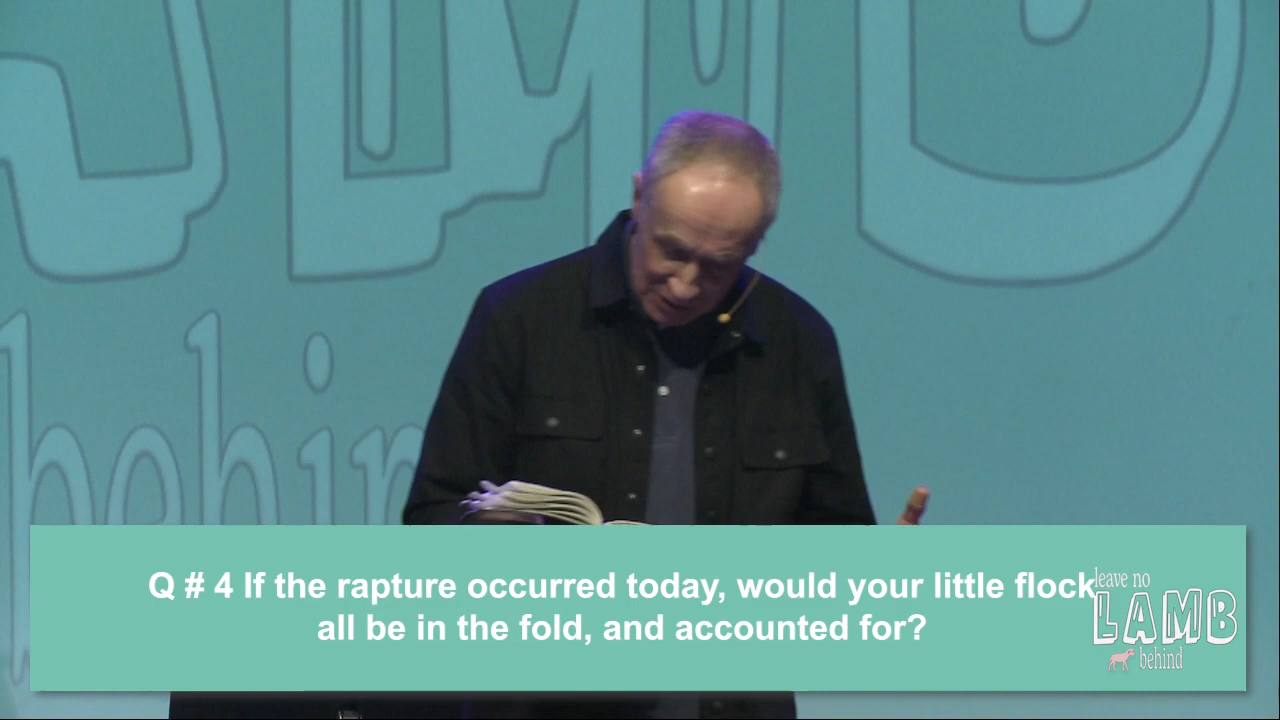 behin
Q # 4 If the rapture occurred today, would your little flock
all be in the fold, and accounted for?
leave no
LAMB
behind